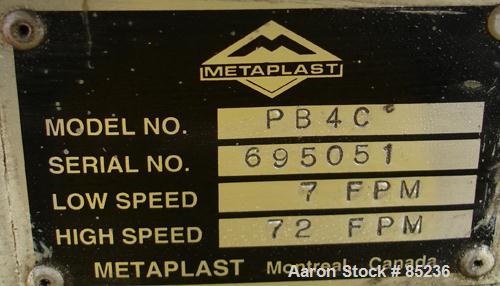 METAPLAST
MODEL NO. PB4C
SERIAL NO. 695051
LOW SPEED 7 FPM
HIGH SPEED 72 FPM
METAPLAST Montreal, Canada
Aaron Stock # 85236